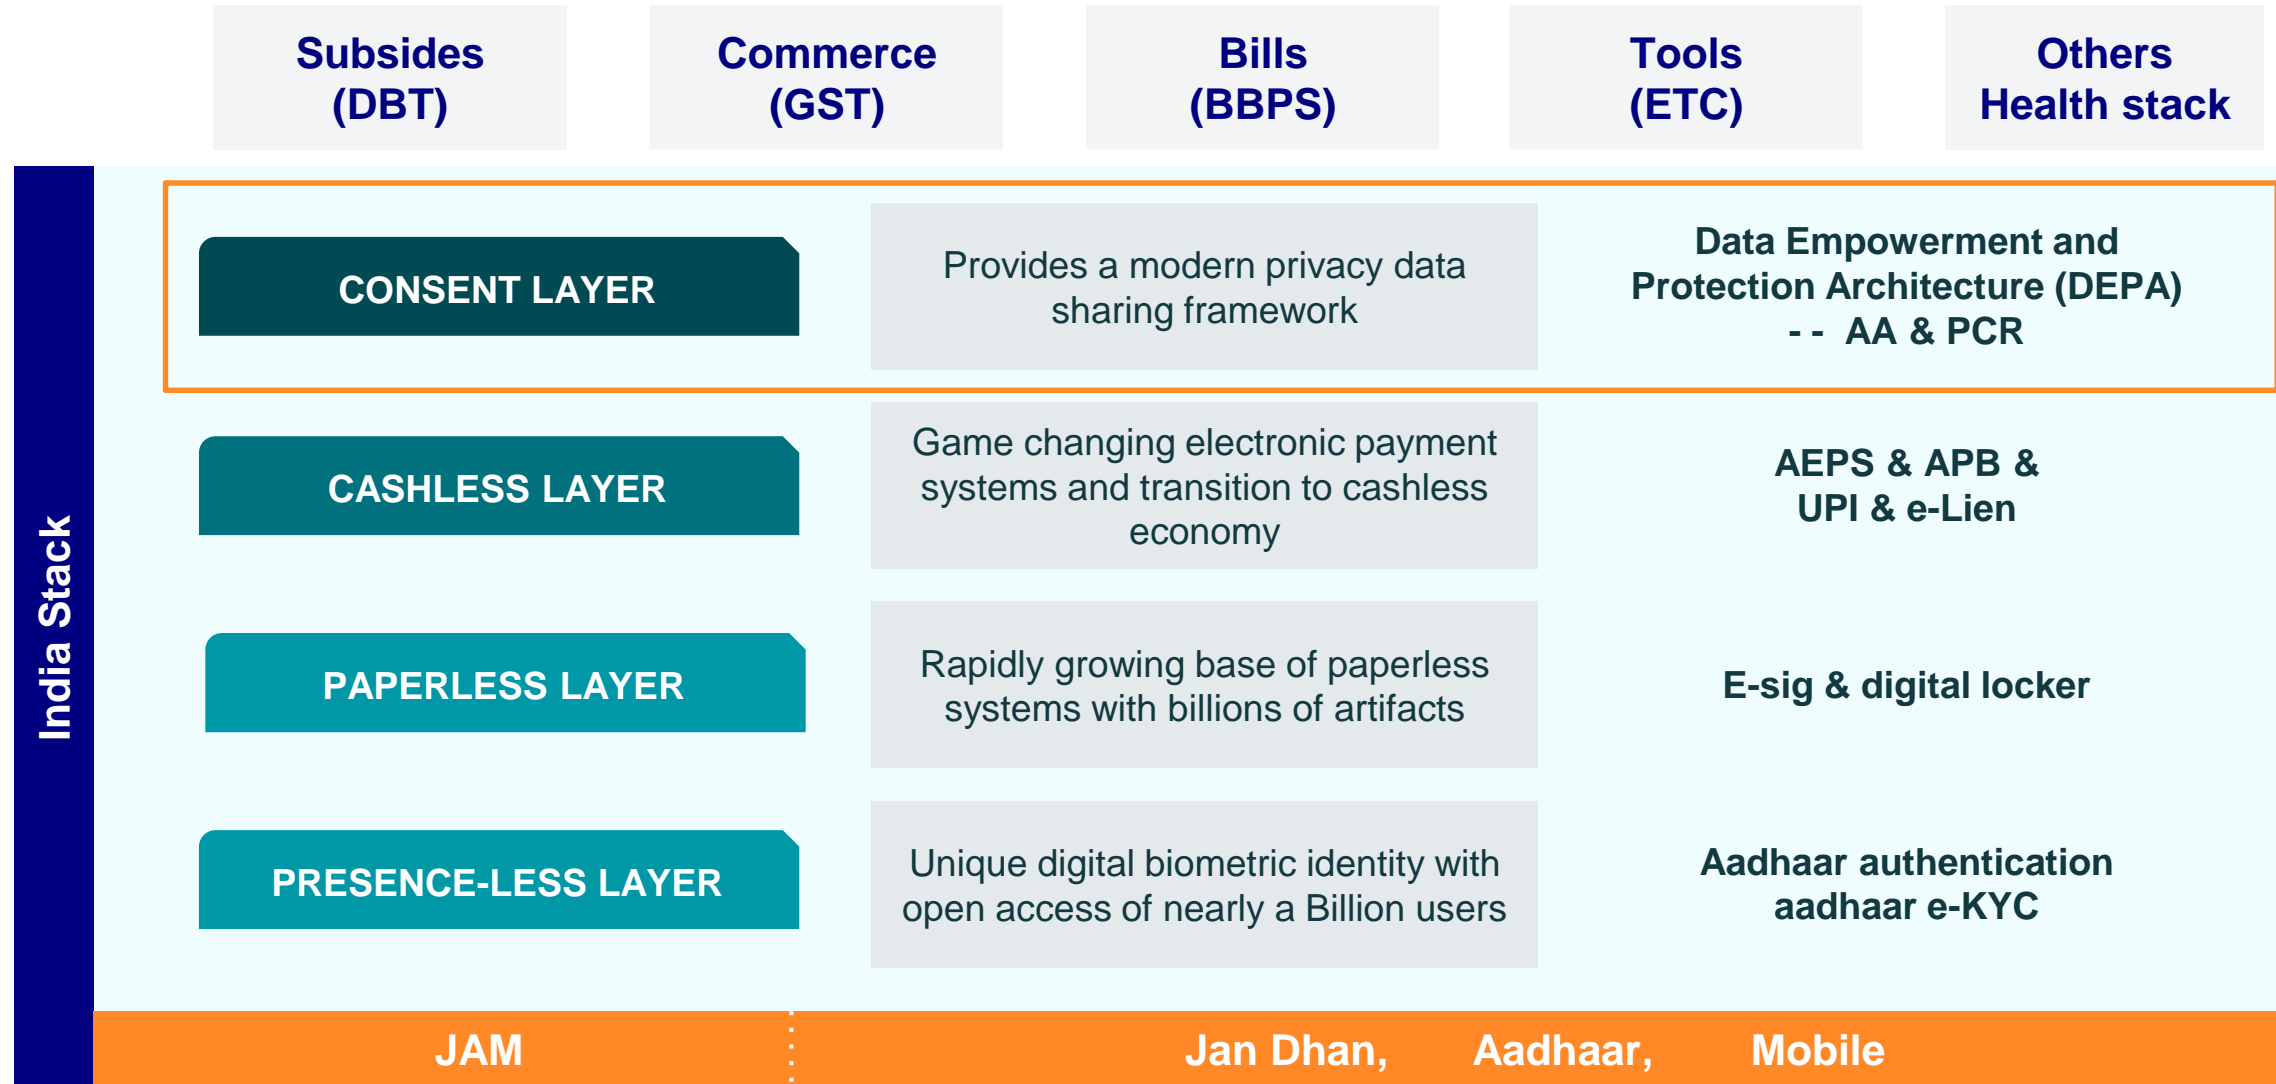 Subsides
(DBT)
Commerce
(GST)
Bills
(BBPS)
Tools
(ETC)
Others
Health stack
India Stack
CONSENT LAYER
Provides a modern privacy data
sharing framework
Data Empowerment and
Protection Architecture (DEPA)
- - AA & PCR
CASHLESS LAYER
Game changing electronic payment
systems and transition to cashless
economy
AEPS & APB &
UPI & e-Lien
PAPERLESS LAYER
Rapidly growing base of paperless
systems with billions of artifacts
E-sig & digital locker
PRESENCE-LESS LAYER
Unique digital biometric identity with
open access of nearly a Billion users
Aadhaar authentication
aadhaar e-KYC
JAM
Jan Dhan, Aadhaar, Mobile